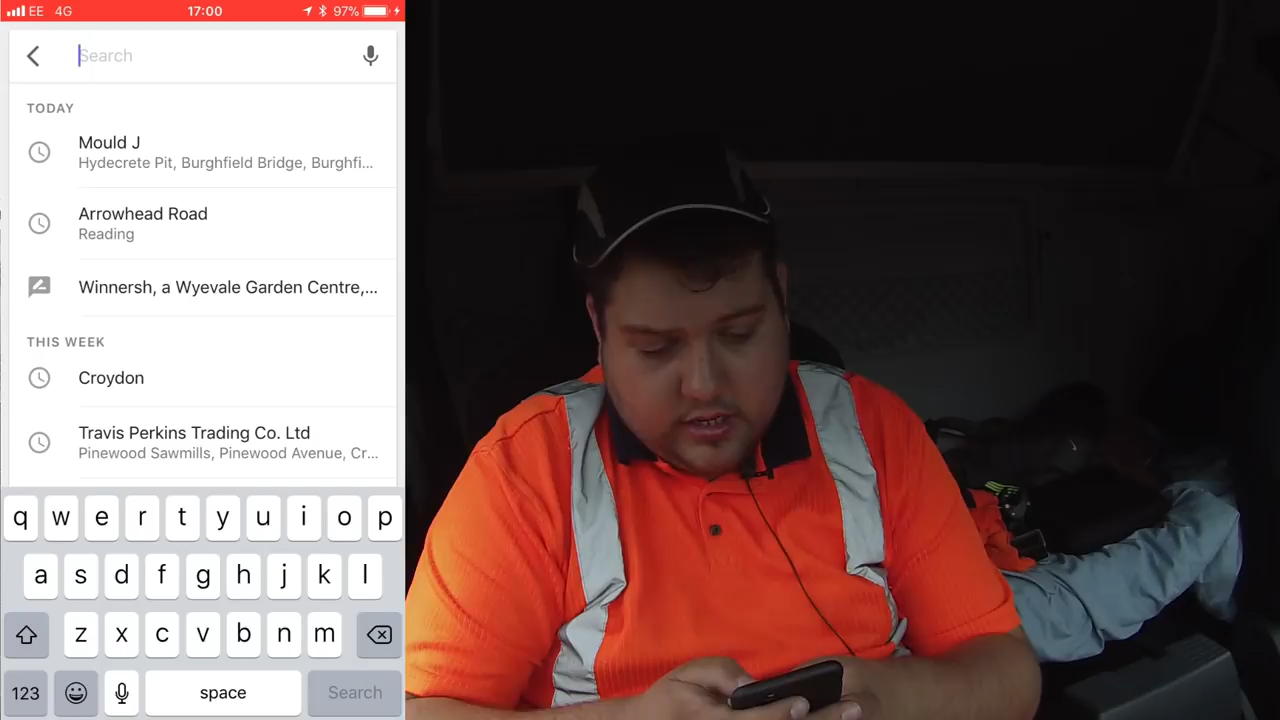 EE 4G 17:00 97%
Search
TODAY
Mould J
Hydecrete Pit, Burghfield Bridge, Burghfi...
Arrowhead Road
Reading
Winnersh, a Wyevale Garden Centre,...
THIS WEEK
Croydon
Travis Perkins Trading Co. Ltd
Pinewood Sawmills, Pinewood Avenue, Cr...
q w e r t y u i o p
a s d f g h j k l
z x c v b n m
123 space Search